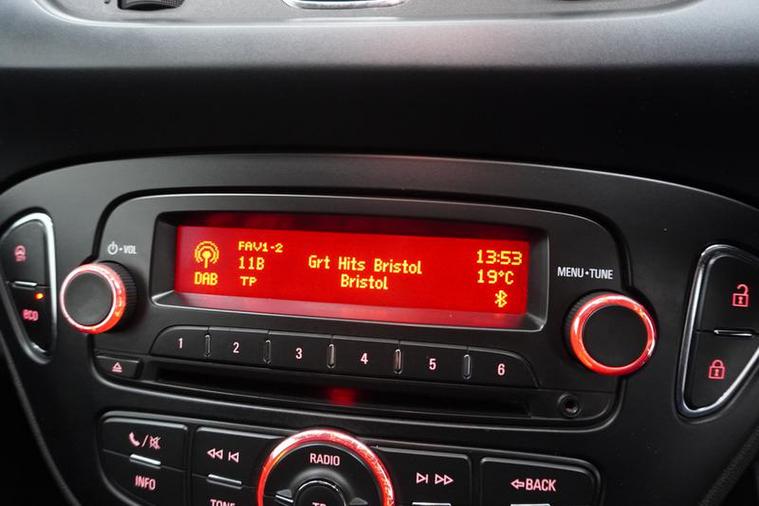 VOL
FAV1-2
13:53
11B
Grt Hits Bristol
19°C
DAB
TP
Bristol
MENU•TUNE
eco
1 2 3 4 5 6
RADIO
INFO
TONE
BACK
TP